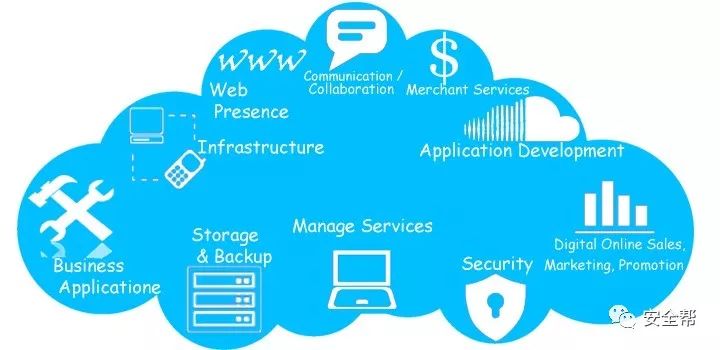 www
Web
Presence
Communication /
Collaboration
$
Merchant Services
Infrastructure
Application Development
Business
Applicatione
Storage
& Backup
Manage Services
Security
Digital Online Sales,
Marketing, Promotion
安全帮